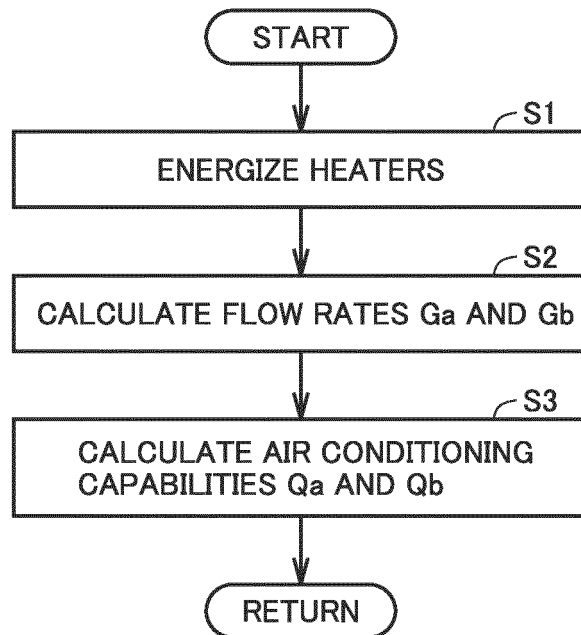 START
S1
ENERGIZE HEATERS
S2
CALCULATE FLOW RATES Ga AND Gb
S3
CALCULATE AIR CONDITIONING
CAPABILITIES Qa AND Qb
RETURN